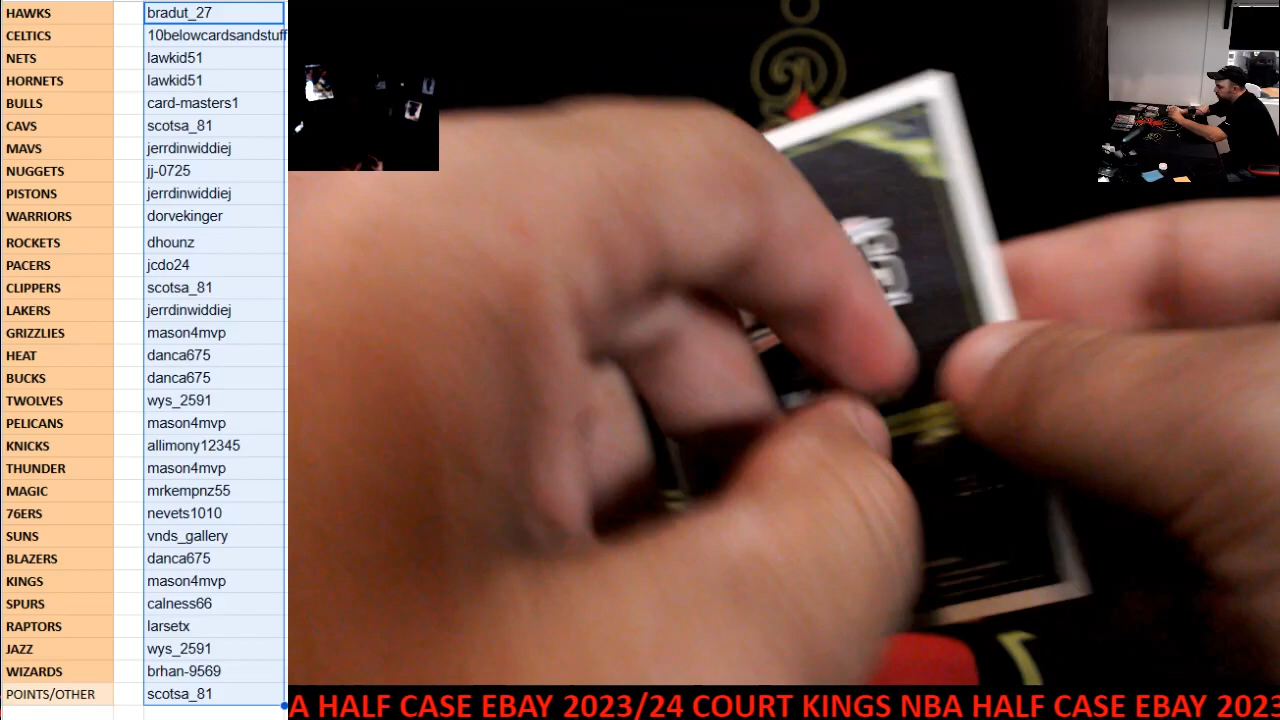 HAWKS bradut_27
CELTICS 10belowcardsandstuff
NETS lawkid51
HORNETS lawkid51
BULLS card-masters1
CAVS scotsa_81
MAVS jerrdinwiddiej
NUGGETS jj-0725
PISTONS jerrdinwiddiej
WARRIORS dorvekinger
ROCKETS dhounz
PACERS jcdo24
CLIPPERS scotsa_81
LAKERS jerrdinwiddiej
GRIZZLIES mason4mvp
HEAT danca675
BUCKS danca675
TWOLVES wys_2591
PELICANS mason4mvp
KNICKS allimony12345
THUNDER mason4mvp
MAGIC mrkempnz55
76ERS nevets1010
SUNS vnds_gallery
BLAZERS danca675
KINGS mason4mvp
SPURS calness66
RAPTORS larsetx
JAZZ wys_2591
WIZARDS brhan-9569
POINTS/OTHER scotsa_81
A HALF CASE EBAY 2023/24 COURT KINGS NBA HALF CASE EBAY 2023